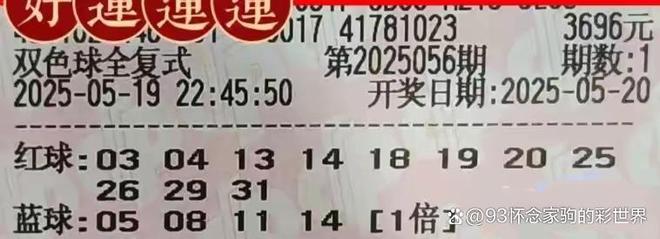 好運運運
0017 41781023 3696元
双色球全复式 第2025056期 期数:1
2025-05-19 22:45:50 开奖日期:2025-05-20
红球:03 04 13 14 18 19 20 25
26 29 31
蓝球:05 08 11 14 [1倍]
@93怀念家驹的彩世界